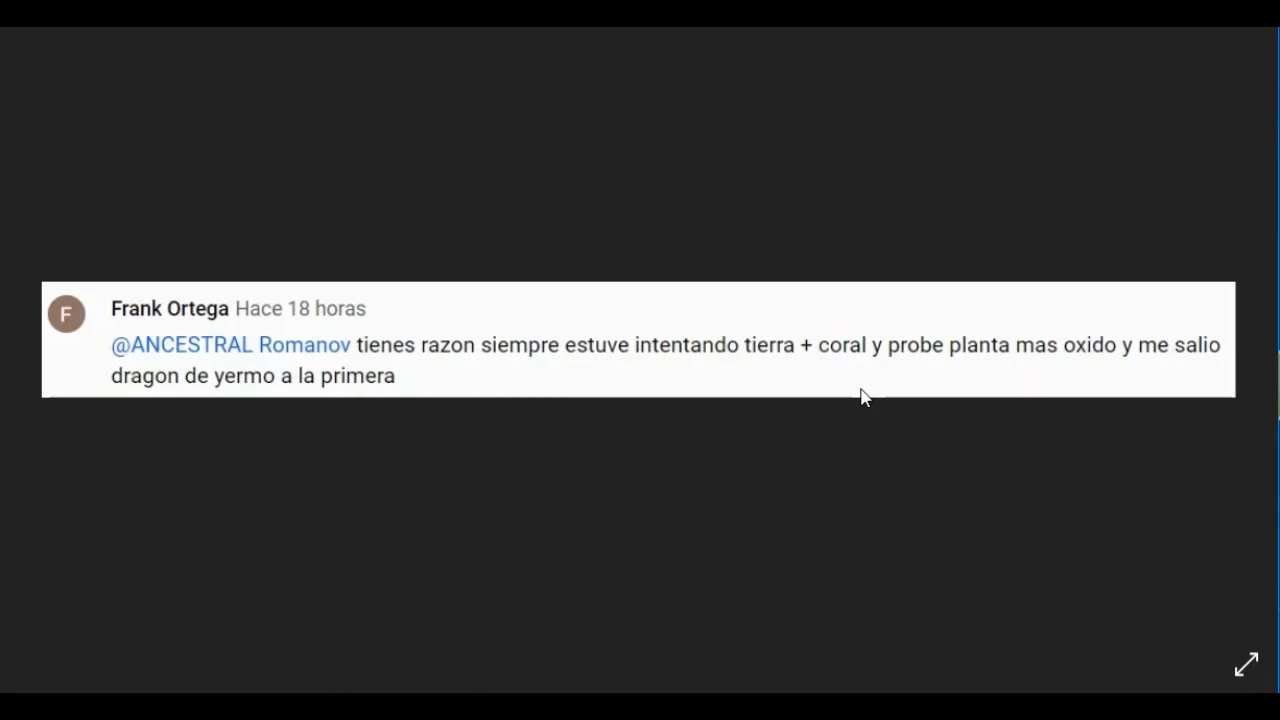 F
Frank Ortega Hace 18 horas
@ANCESTRAL Romanov tienes razon siempre estuve intentando tierra + coral y probe planta mas oxido y me salio
dragon de yermo a la primera